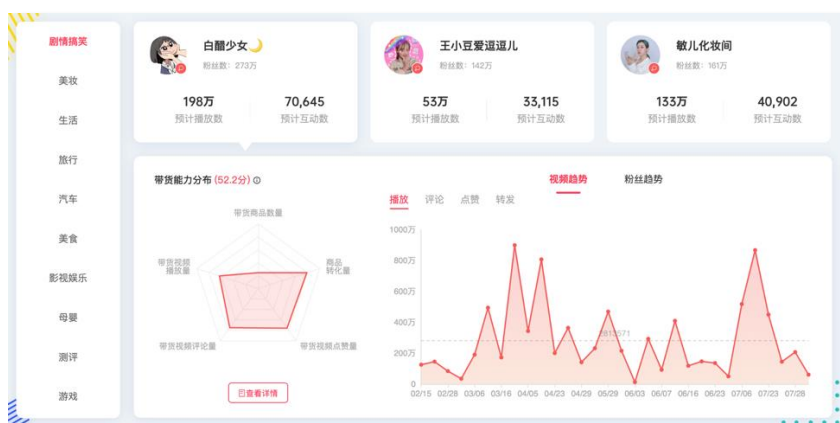 剧情搞笑
美妆
生活
旅行
汽车
美食
影视娱乐
母婴
测评
游戏
白醋少女🌙
粉丝数: 273万
198万
预计播放数
70,645
预计互动数
王小豆爱逗逗儿
粉丝数: 142万
53万
预计播放数
33,115
预计互动数
敏儿化妆间
粉丝数: 161万
133万
预计播放数
40,902
预计互动数
带货能力分布 (52.2分)
带货商品数量
商品
转化量
带货视频点赞量
带货视频评论量
带货视频
播放量
查看详情
视频趋势
粉丝趋势
播放
评论
点赞
转发
1000万
800万
600万
400万
200万
0
2813571
02/15 02/28 03/06 03/16 04/05 04/23 04/29 05/29 06/03 06/07 06/16 06/23 07/06 07/23 07/28